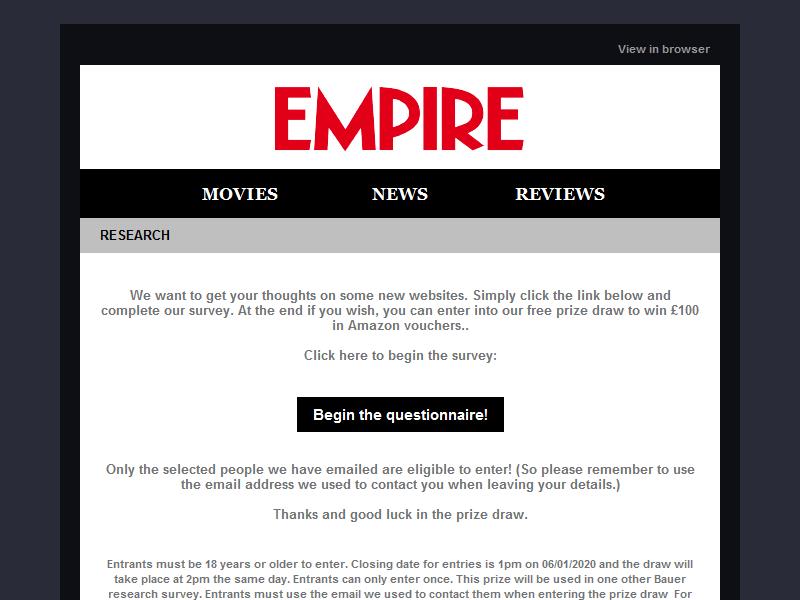 View in browser
EMPIRE
MOVIES NEWS REVIEWS
RESEARCH
We want to get your thoughts on some new websites. Simply click the link below and
complete our survey. At the end if you wish, you can enter into our free prize draw to win £100
in Amazon vouchers..
Click here to begin the survey:
Begin the questionnaire!
Only the selected people we have emailed are eligible to enter! (So please remember to use
the email address we used to contact you when leaving your details.)
Thanks and good luck in the prize draw.
Entrants must be 18 years or older to enter. Closing date for entries is 1pm on 06/01/2020 and the draw will
take place at 2pm the same day. Entrants can only enter once. This prize will be used in one other Bauer
research survey. Entrants must use the email we used to contact them when entering the prize draw For